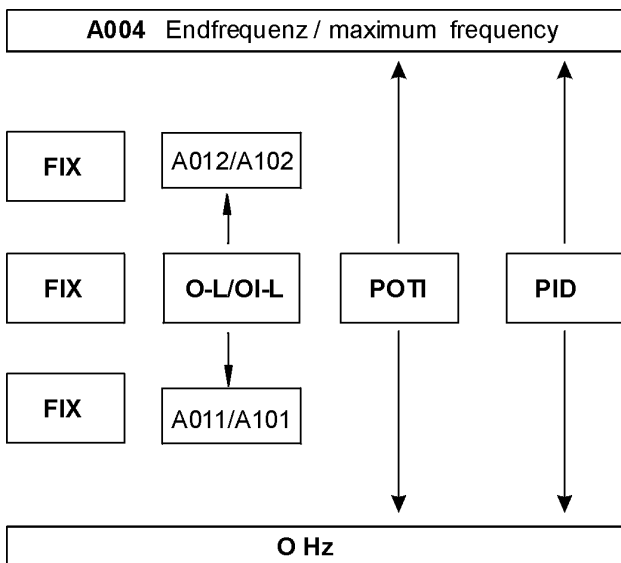 A004 Endfrequenz / maximum frequency
FIX
A012/A102
FIX
O-L/OI-L
POTI
PID
FIX
A011/A101
O Hz